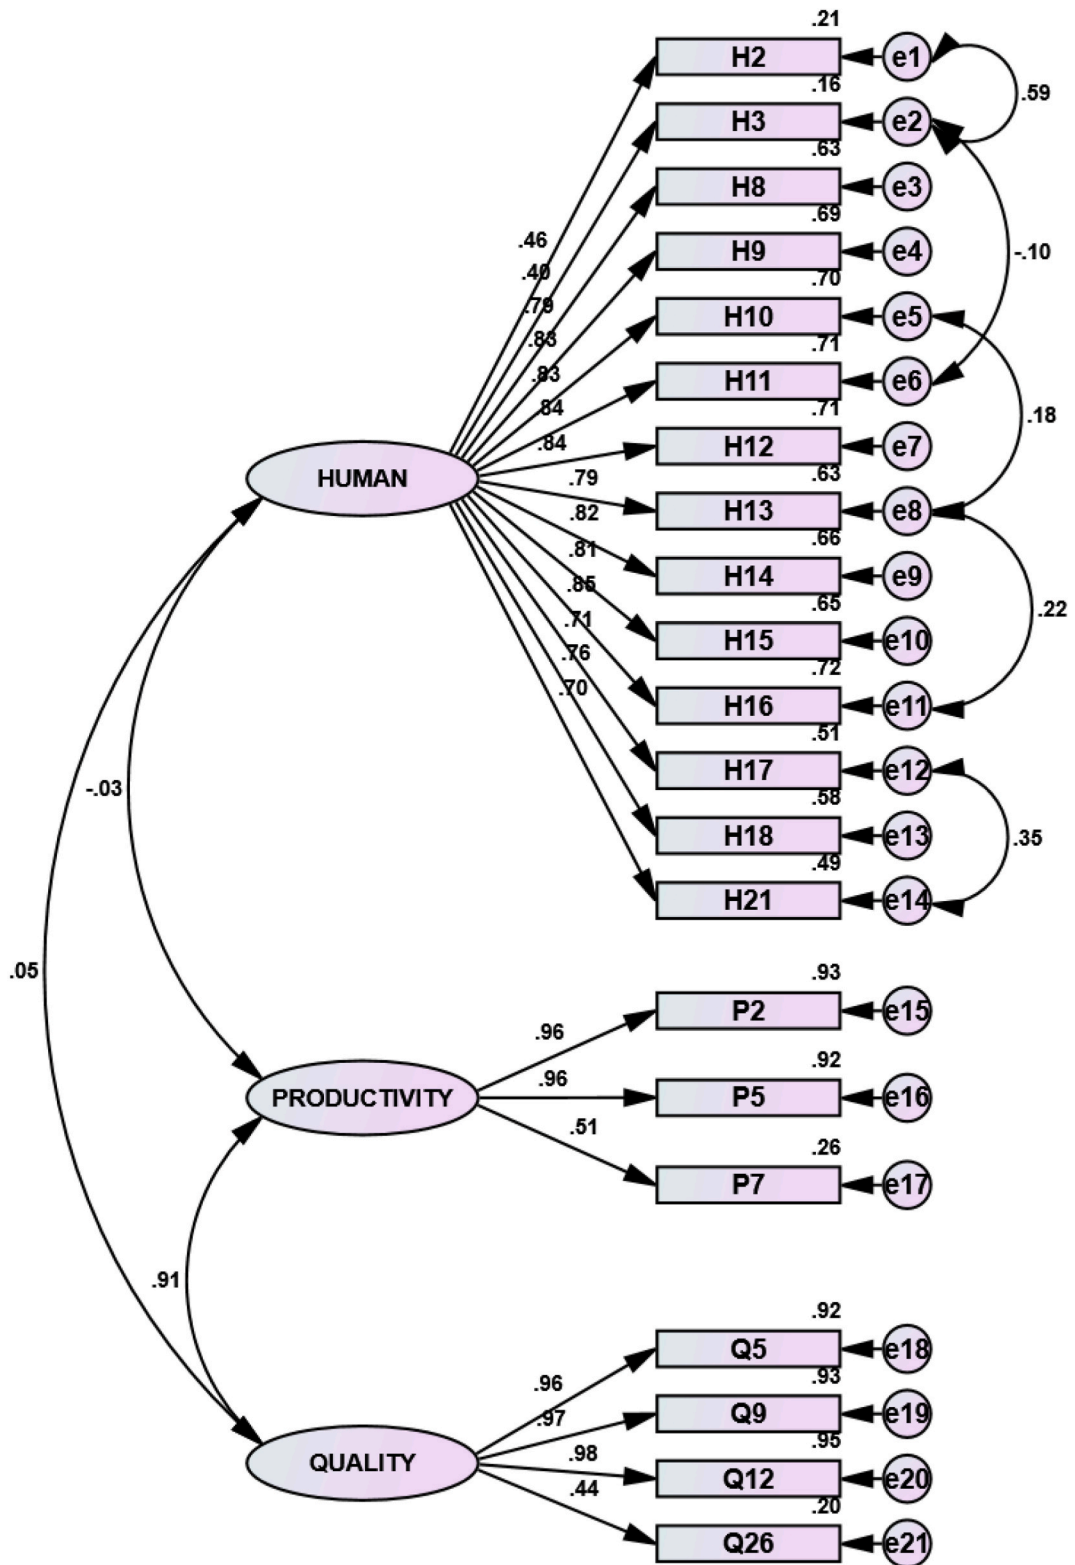 .21
H2
e1
.16
.59
H3
e2
.63
H8
e3
.69
.46
H9
e4
-.10
.40
.70
.79
H10
e5
.83
.71
.83
H11
e6
.84
.71
.18
.84
H12
e7
.79
.63
HUMAN
H13
e8
.82
.66
.81
H14
e9
.85
.65
.22
.71
H15
e10
.76
.72
.70
H16
e11
.51
H17
e12
-.03
.58
H18
e13
.35
.49
H21
e14
.05
.93
P2
e15
.96
.92
.96
PRODUCTIVITY
P5
e16
.51
.26
P7
e17
.91
.92
Q5
e18
.93
.96
.97
Q9
e19
.95
.98
QUALITY
Q12
e20
.44
.20
Q26
e21